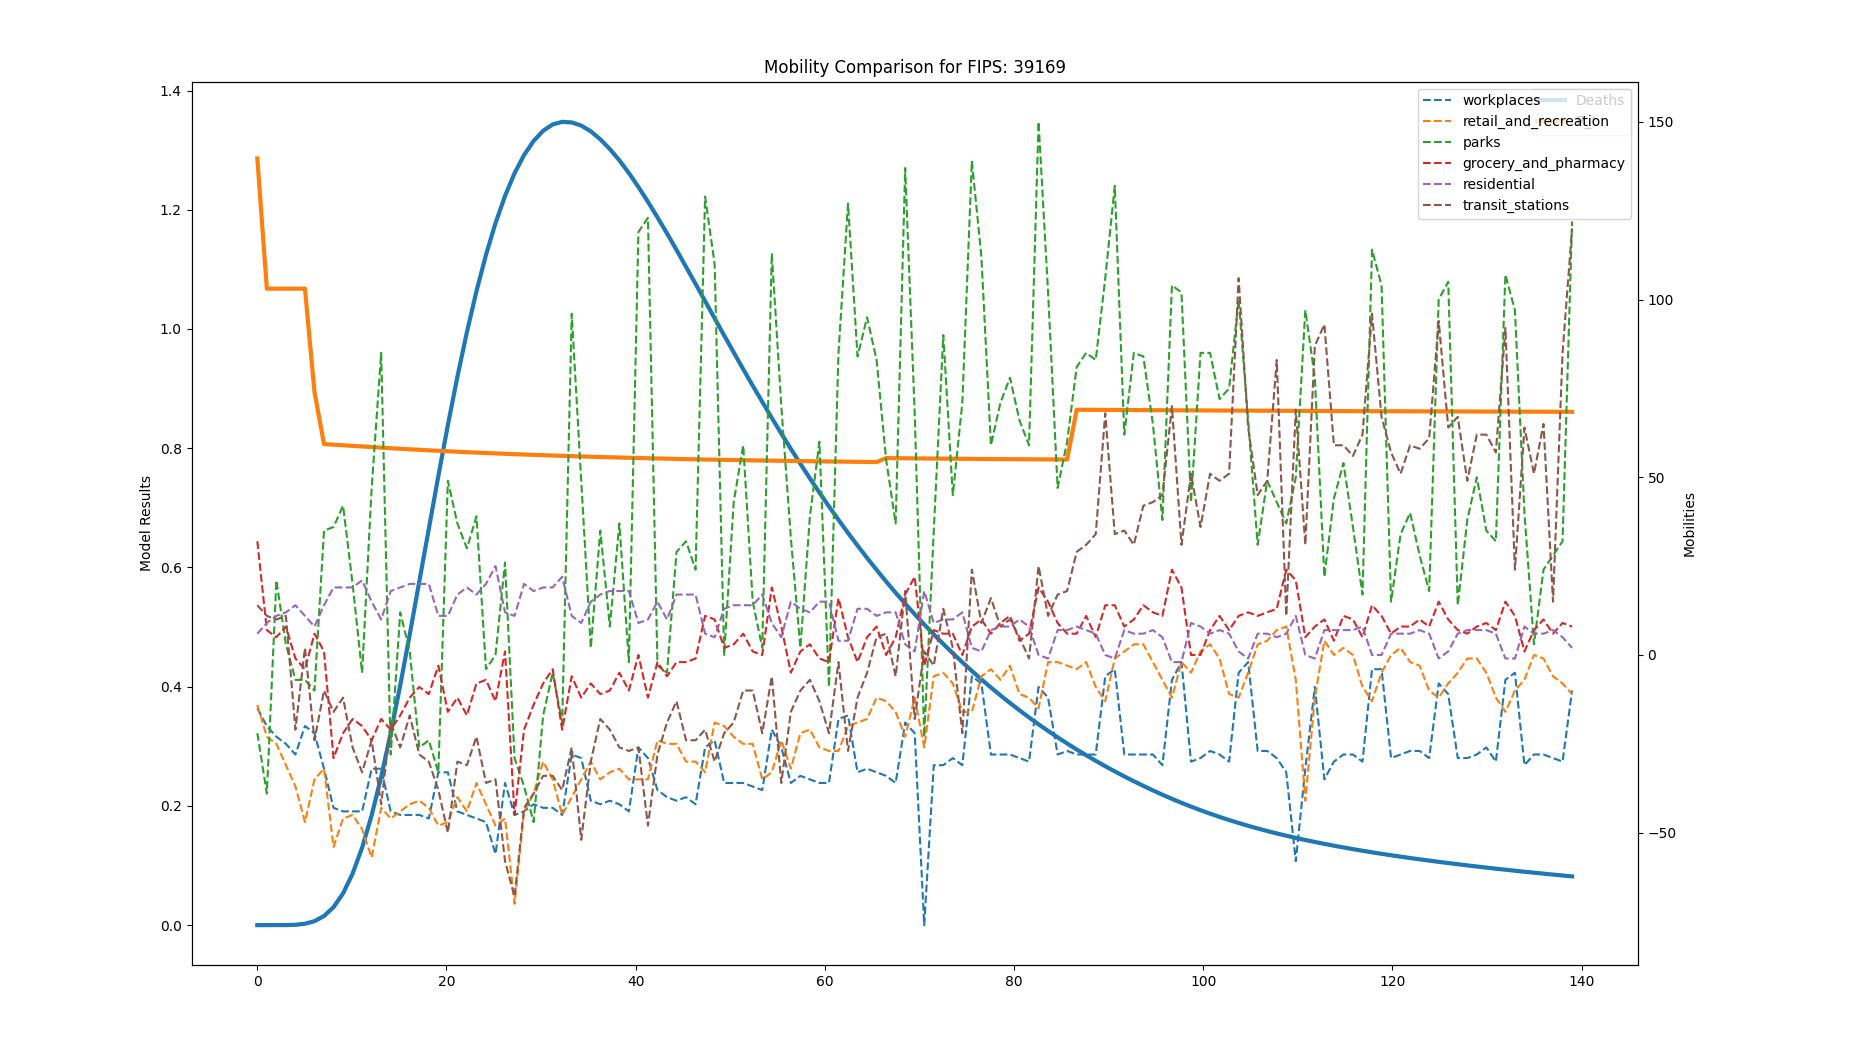 Mobility Comparison for FIPS: 39169
1.4
1.2
1.0
0.8
0.6
0.4
0.2
0.0
Model Results
0
20
40
60
80
100
120
140
150
100
50
0
−50
Mobilities
workplaces
retail_and_recreation
parks
grocery_and_pharmacy
residential
transit_stations
Deaths